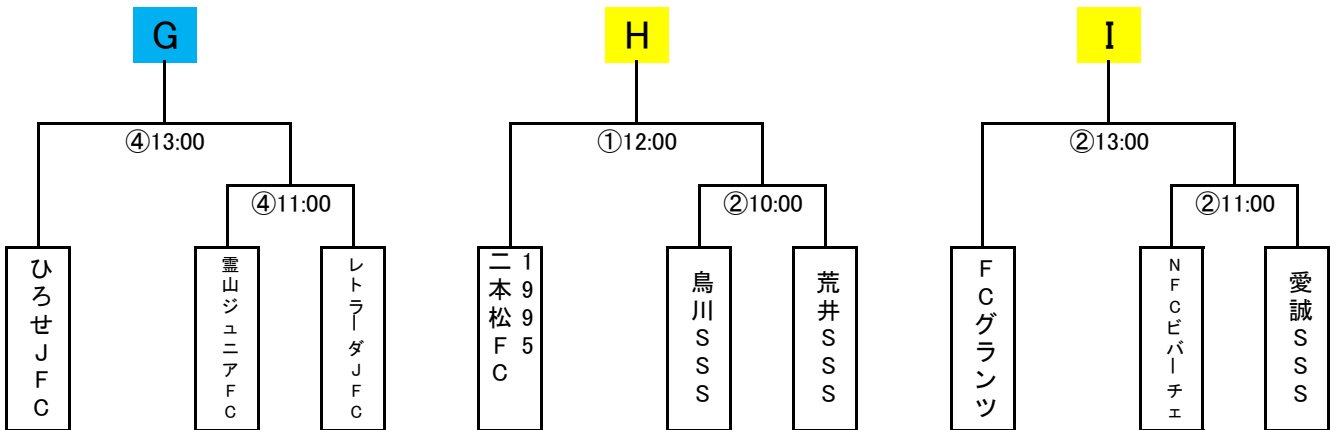 G
H
I
④13:00
①12:00
②13:00
④11:00
②10:00
②11:00
ひろせJFC
霊山ジュニアFC
レトラーダJFC
1995
二本松FC
鳥川SSS
荒井SSS
FCグランツ
NFCビバーチェ
愛誠SSS